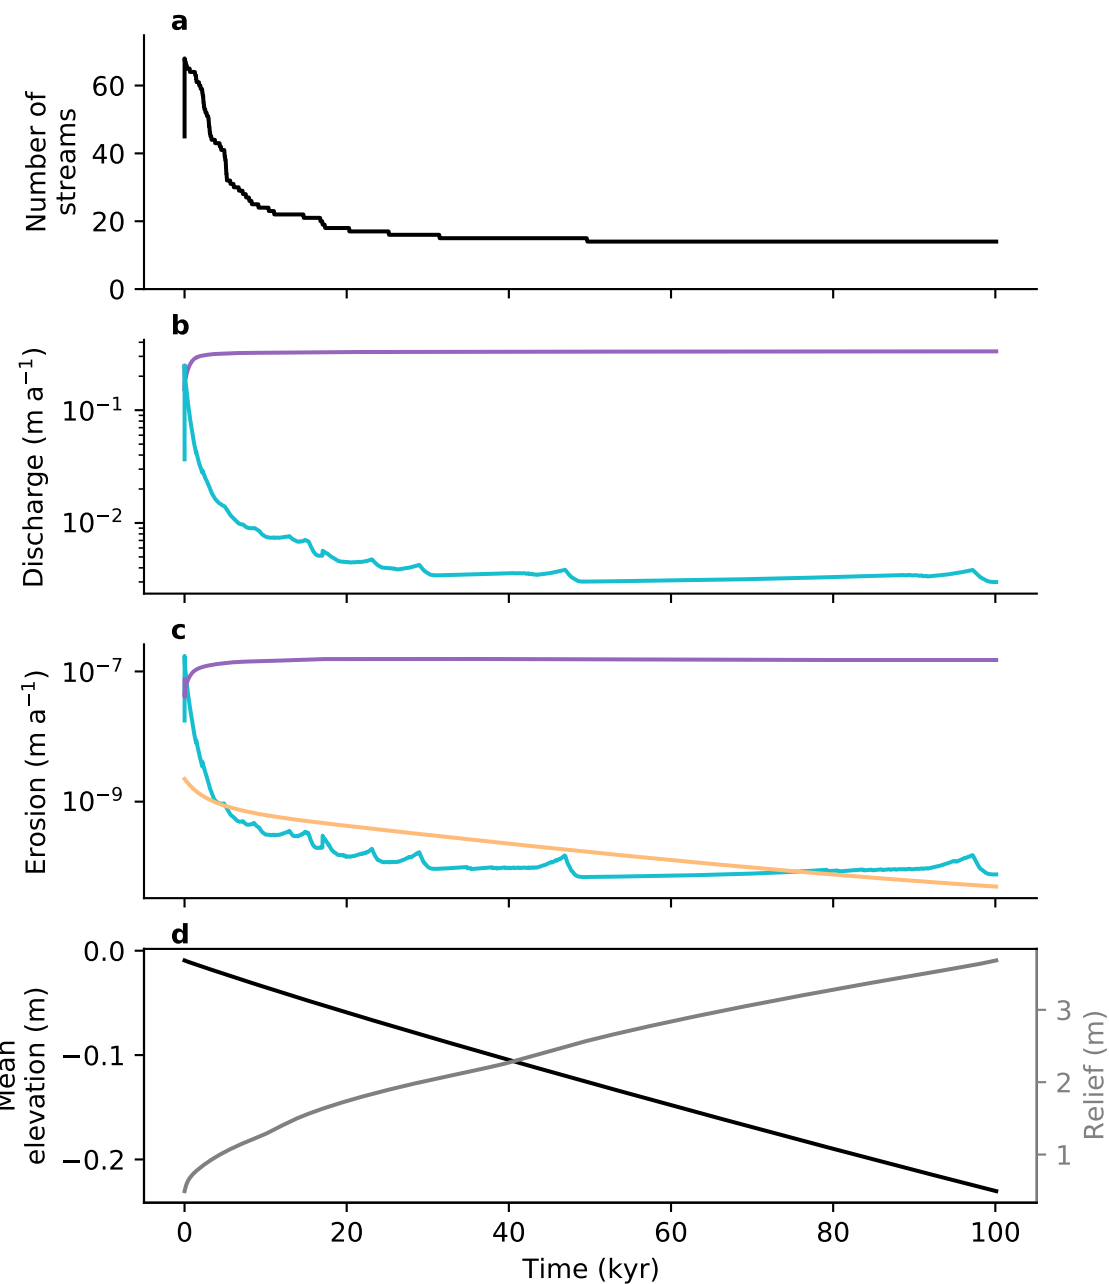 a
Number of
streams
60
40
20
0
b
Discharge (m a⁻¹)
10⁻¹
10⁻²
c
Erosion (m a⁻¹)
10⁻⁷
10⁻⁹
d
Mean
elevation (m)
0.0
−0.1
−0.2
3
2
1
Relief (m)
0 20 40 60 80 100
Time (kyr)